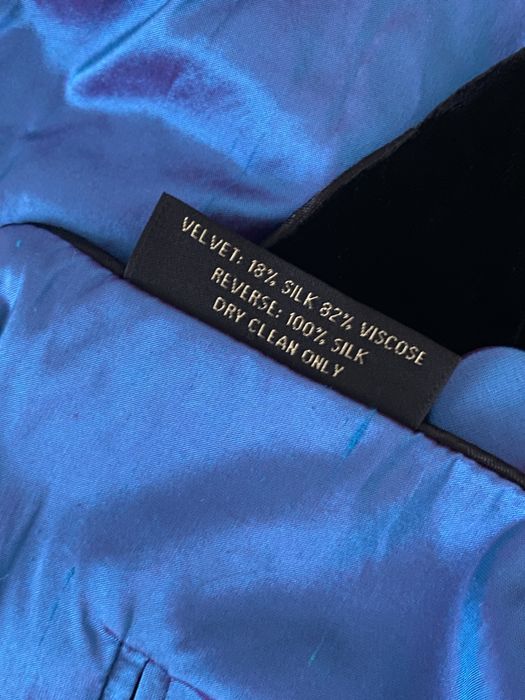 VELVET: 18% SILK 82% VISCOSE
REVERSE: 100% SILK
DRY CLEAN ONLY